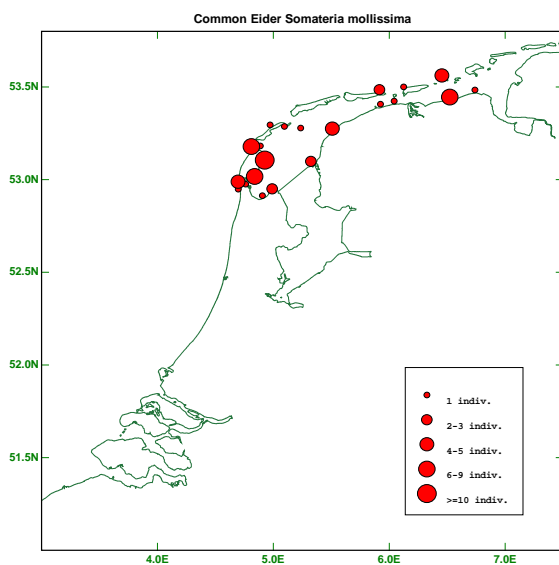 Common Eider Somateria mollissima
53.5N
53.0N
52.5N
52.0N
51.5N
1 indiv.
2-3 indiv.
4-5 indiv.
6-9 indiv.
>=10 indiv.
4.0E 5.0E 6.0E 7.0E